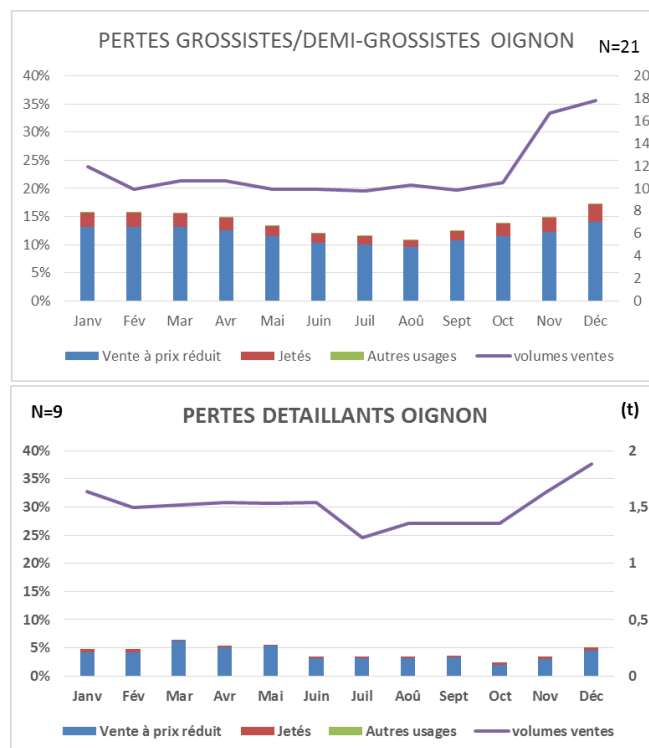 PERTES GROSSISTES/DEMI-GROSSISTES OIGNON
N=21
40% 20
35% 18
30% 16
25% 14
20% 12
15% 10
10% 8
5% 6
0% 4
2
0
Janv Fév Mar Avr Mai Juin Juil Aoû Sept Oct Nov Déc
Vente à prix réduit Jetés Autres usages volumes ventes
N=9 PERTES DETAILLANTS OIGNON (t)
40% 2
35%
30% 1,5
25%
20% 1
15%
10% 0,5
5%
0% 0
Janv Fév Mar Avr Mai Juin Juil Aoû Sept Oct Nov Déc
Vente à prix réduit Jetés Autres usages volumes ventes